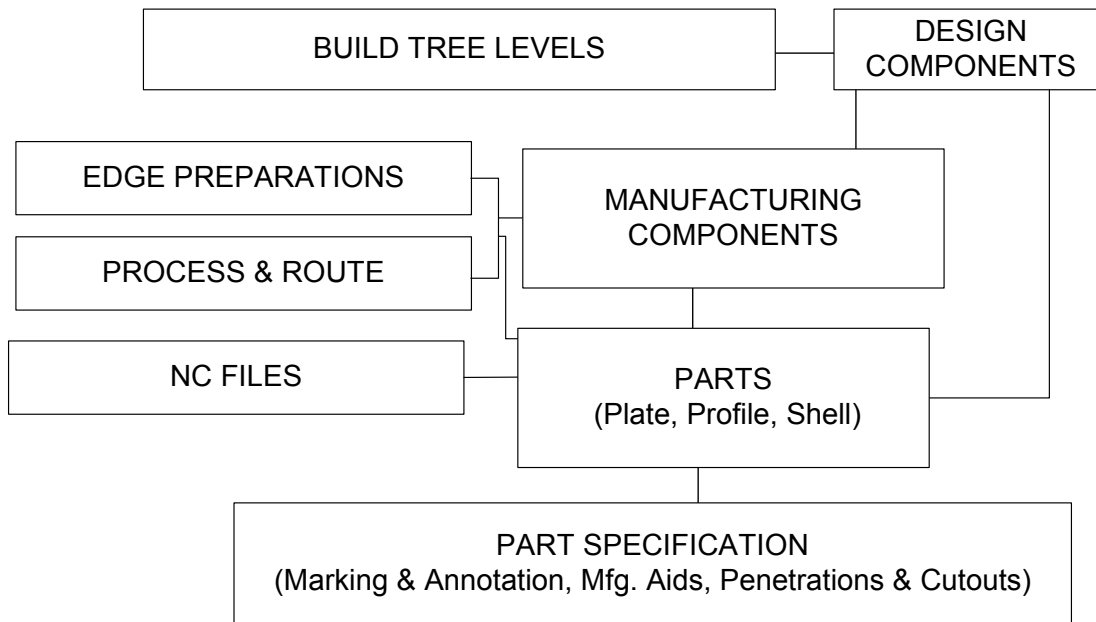 BUILD TREE LEVELS
DESIGN
COMPONENTS
EDGE PREPARATIONS
MANUFACTURING
COMPONENTS
PROCESS & ROUTE
NC FILES
PARTS
(Plate, Profile, Shell)
PART SPECIFICATION
(Marking & Annotation, Mfg. Aids, Penetrations & Cutouts)